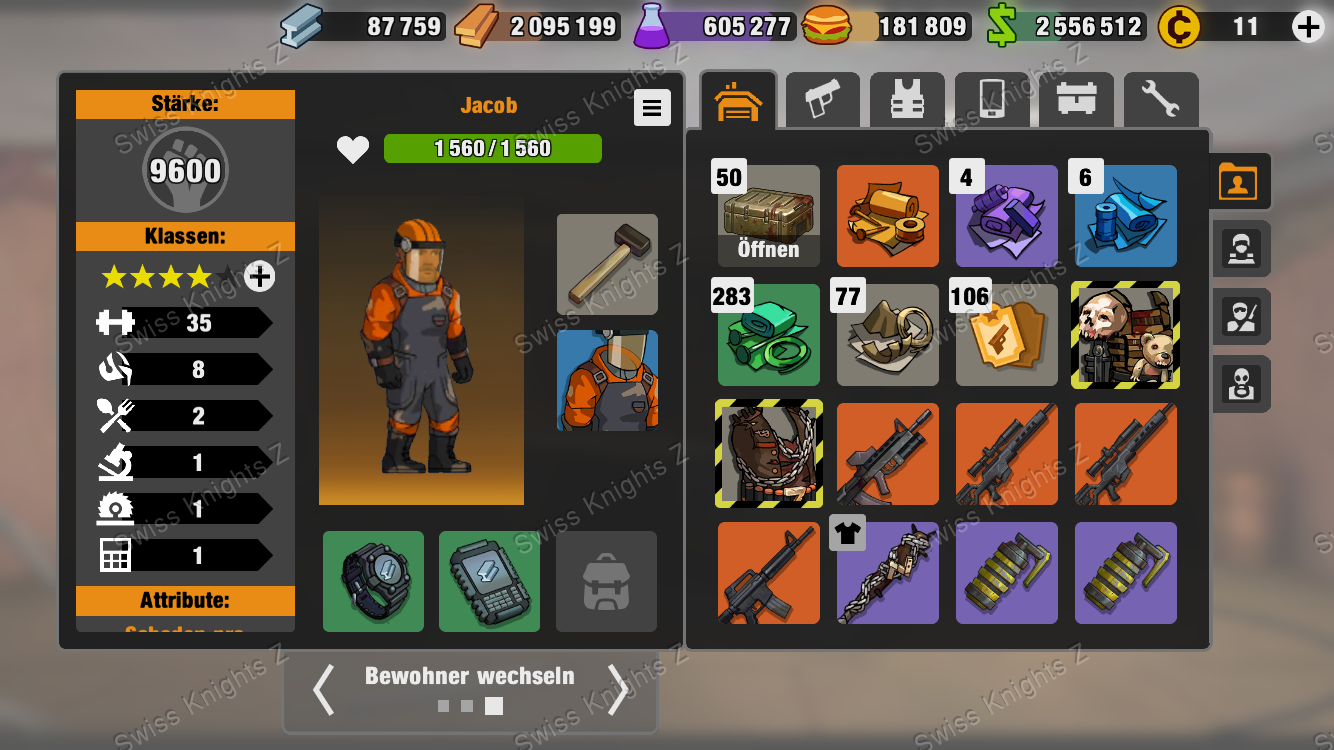 87 759
2 095 199
605 277
181 809
2 556 512
11
Stärke:
9600
Klassen:
35
8
2
1
1
1
Attribute:
Jacob
1 560 / 1 560
50
Öffnen
4
6
283
77
106
Bewohner wechseln
Swiss Knights Z